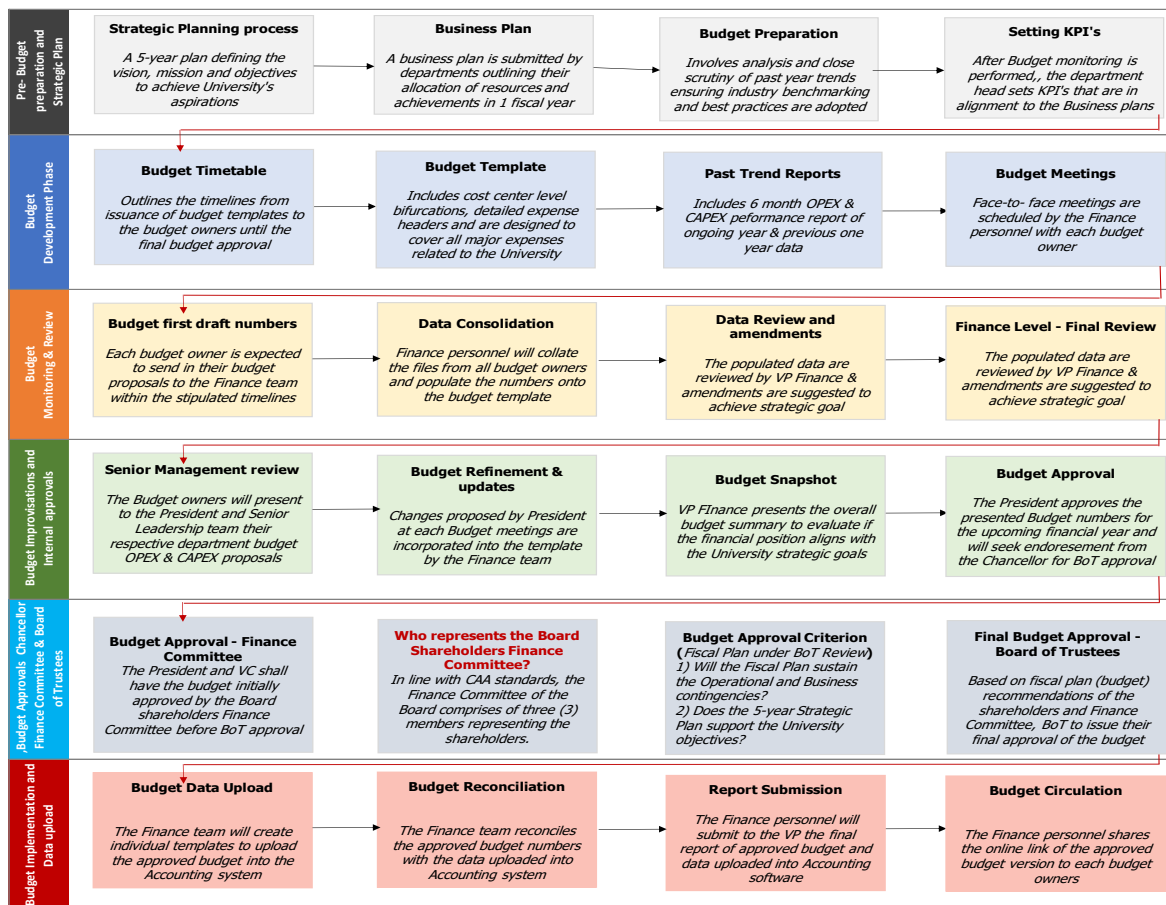 Pre- Budget
preparation and
Strategic Plan
Strategic Planning process
A 5-year plan defining the
vision, mission and objectives
to achieve University's
aspirations
Business Plan
A business plan is submitted by
departments outlining their
allocation of resources and
achievements in 1 fiscal year
Budget Preparation
Involves analysis and close
scrutiny of past year trends
ensuring industry benchmarking
and best practices are adopted
Setting KPI's
After Budget monitoring is
performed,, the department
head sets KPI's that are in
alignment to the Business plans
Budget
Development Phase
Budget Timetable
Outlines the timelines from
issuance of budget templates to
the budget owners until the
final budget approval
Budget Template
Includes cost center level
bifurcations, detailed expense
headers and are designed to
cover all major expenses
related to the University
Past Trend Reports
Includes 6 month OPEX &
CAPEX peformance report of
ongoing year & previous one
year data
Budget Meetings
Face-to- face meetings are
scheduled by the Finance
personnel with each budget
owner
Budget
Monitoring & Review
Budget first draft numbers
Each budget owner is expected
to send in their budget
proposals to the Finance team
within the stipulated timelines
Data Consolidation
Finance personnel will collate
the files from all budget owners
and populate the numbers onto
the budget template
Data Review and
amendments
The populated data are
reviewed by VP Finance &
amendments are suggested to
achieve strategic goal
Finance Level - Final Review
The populated data are
reviewed by VP Finance &
amendments are suggested to
achieve strategic goal
Budget Improvisations and
Internal approvals
Senior Management review
The Budget owners will present
to the President and Senior
Leadership team their
respective department budget
OPEX & CAPEX proposals
Budget Refinement &
updates
Changes proposed by President
at each Budget meetings are
incorporated into the template
by the Finance team
Budget Snapshot
VP FInance presents the overall
budget summary to evaluate if
the financial position aligns
with the University strategic
goals
Budget Approval
The President approves the
presented Budget numbers for
the upcoming financial year and
will seek endoresement from
the Chancellor for BoT approval
,Budget Approvals Chancellor
Finance Committee & Board
of Trustees
Budget Approval - Finance
Committee
The President and VC shall
have the budget initially
approved by the Board
shareholders Finance
Committee before BoT approval
Who represents the Board
Shareholders Finance
Committee?
In line with CAA standards, the
Finance Committee of the
Board comprises of three (3)
members representing the
shareholders.
Budget Approval Criterion
(Fiscal Plan under BoT Review)
1) Will the Fiscal Plan sustain
the Operational and Business
contingencies?
2) Does the 5-year Strategic
Plan support the University
objectives?
Final Budget Approval -
Board of Trustees
Based on fiscal plan (budget)
recommendations of the
shareholders and Finance
Committee, BoT to issue their
final approval of the budget
Budget Implementation and
Data upload
Budget Data Upload
The Finance team will create
individual templates to upload
the approved budget into the
Accounting system
Budget Reconciliation
The Finance team reconciles
the approved budget numbers
with the data uploaded into
Accounting system
Report Submission
The Finance personnel will
submit to the VP the final
report of approved budget and
data uploaded into Accounting
software
Budget Circulation
The Finance personnel shares
the online link of the
approved budget version to each budget
owners